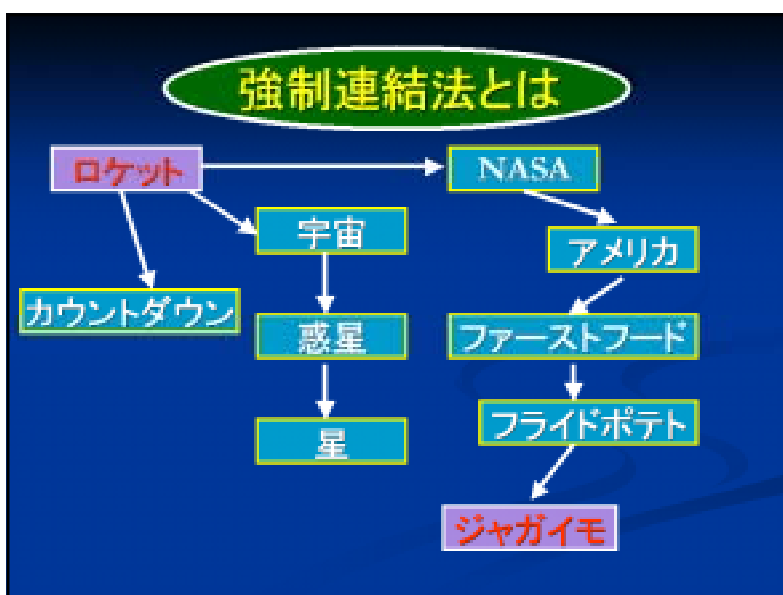 強制連結法とは
ロケット
NASA
宇宙
アメリカ
カウントダウン
惑星
ファーストフード
星
フライドポテト
ジャガイモ